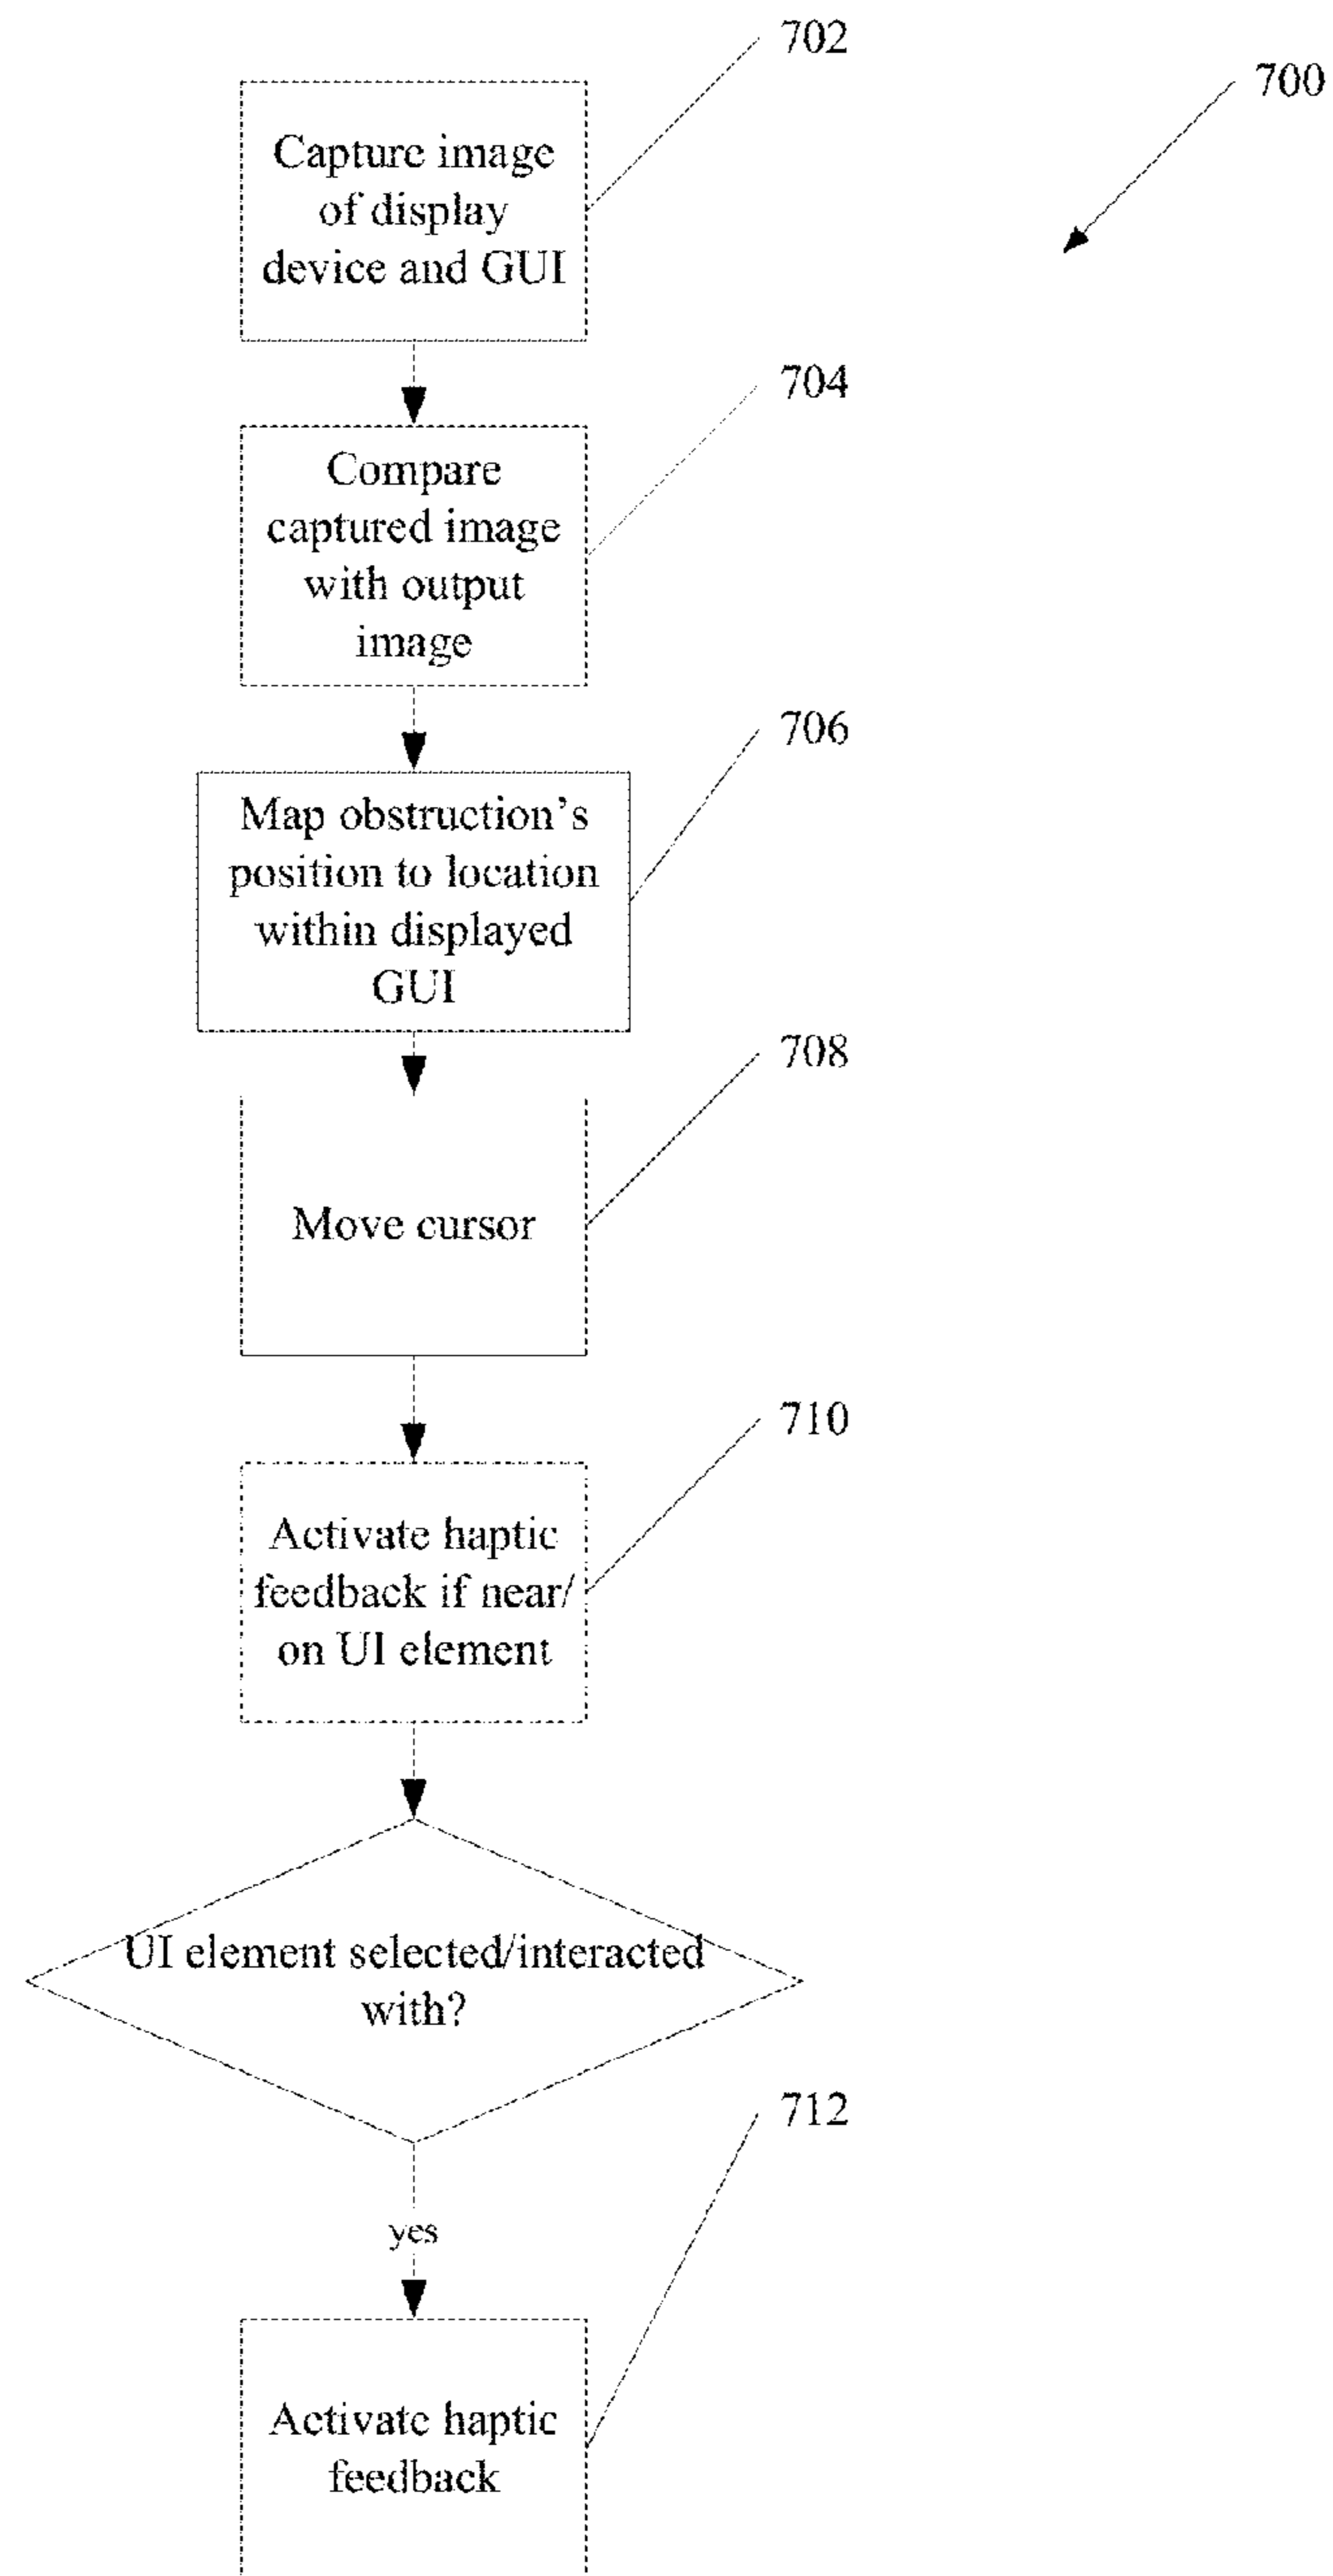 702
700
Capture image
of display
device and GUI
704
Compare
captured image
with output
image
706
Map obstruction's
position to location
within displayed
GUI
708
Move cursor
710
Activate haptic
feedback if near/
on UI element
UI element selected/interacted
with?
712
yes
Activate haptic
feedback